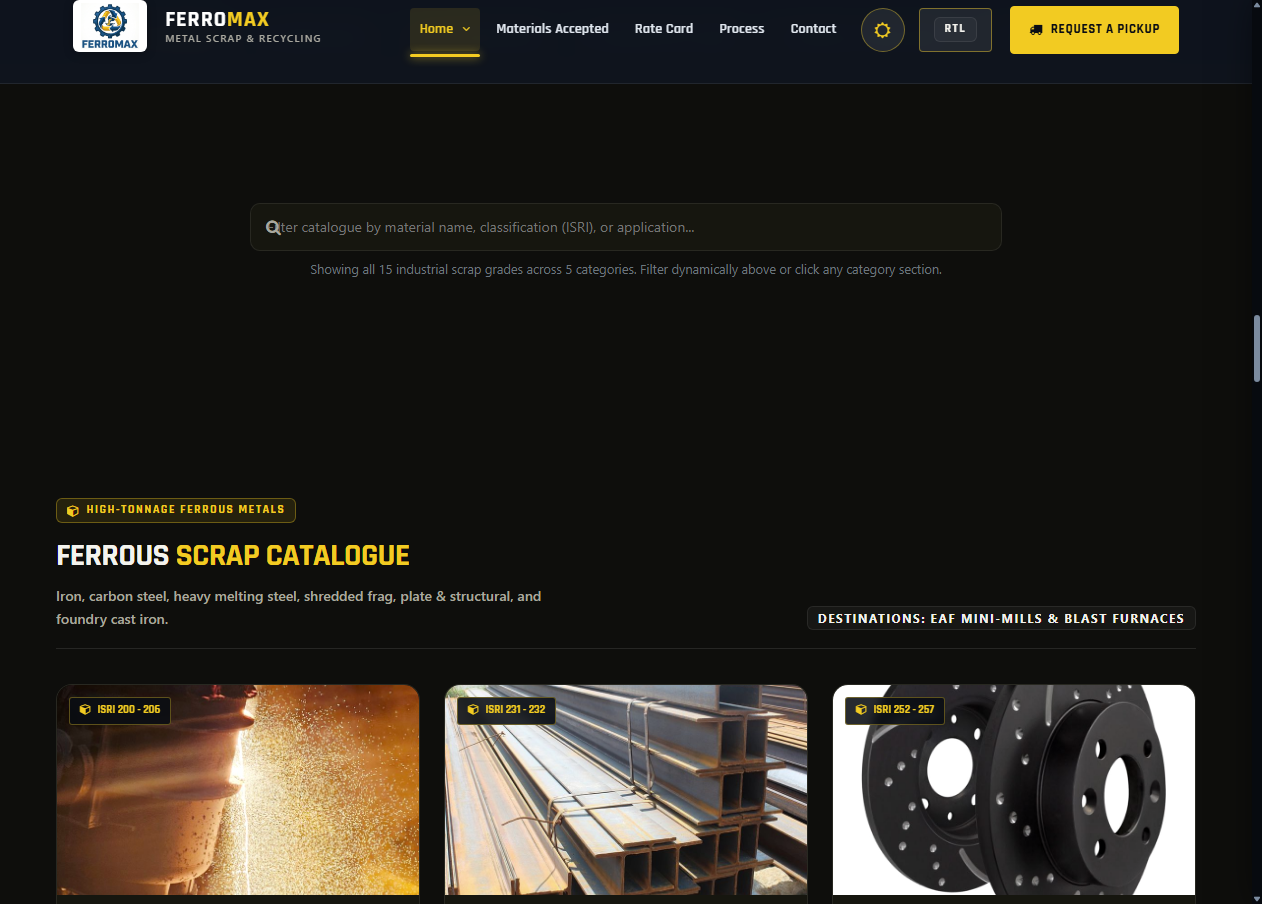 FERROMAX
FERROMAX
METAL SCRAP & RECYCLING
Home
Materials Accepted
Rate Card
Process
Contact
RTL
REQUEST A PICKUP
ter catalogue by material name, classification (ISRI), or application...
Showing all 15 industrial scrap grades across 5 categories. Filter dynamically above or click any category section.
HIGH-TONNAGE FERROUS METALS
FERROUS SCRAP CATALOGUE
Iron, carbon steel, heavy melting steel, shredded frag, plate & structural, and
foundry cast iron.
DESTINATIONS: EAF MINI-MILLS & BLAST FURNACES
ISRI 200 - 206
ISRI 231 - 232
ISRI 252 - 257